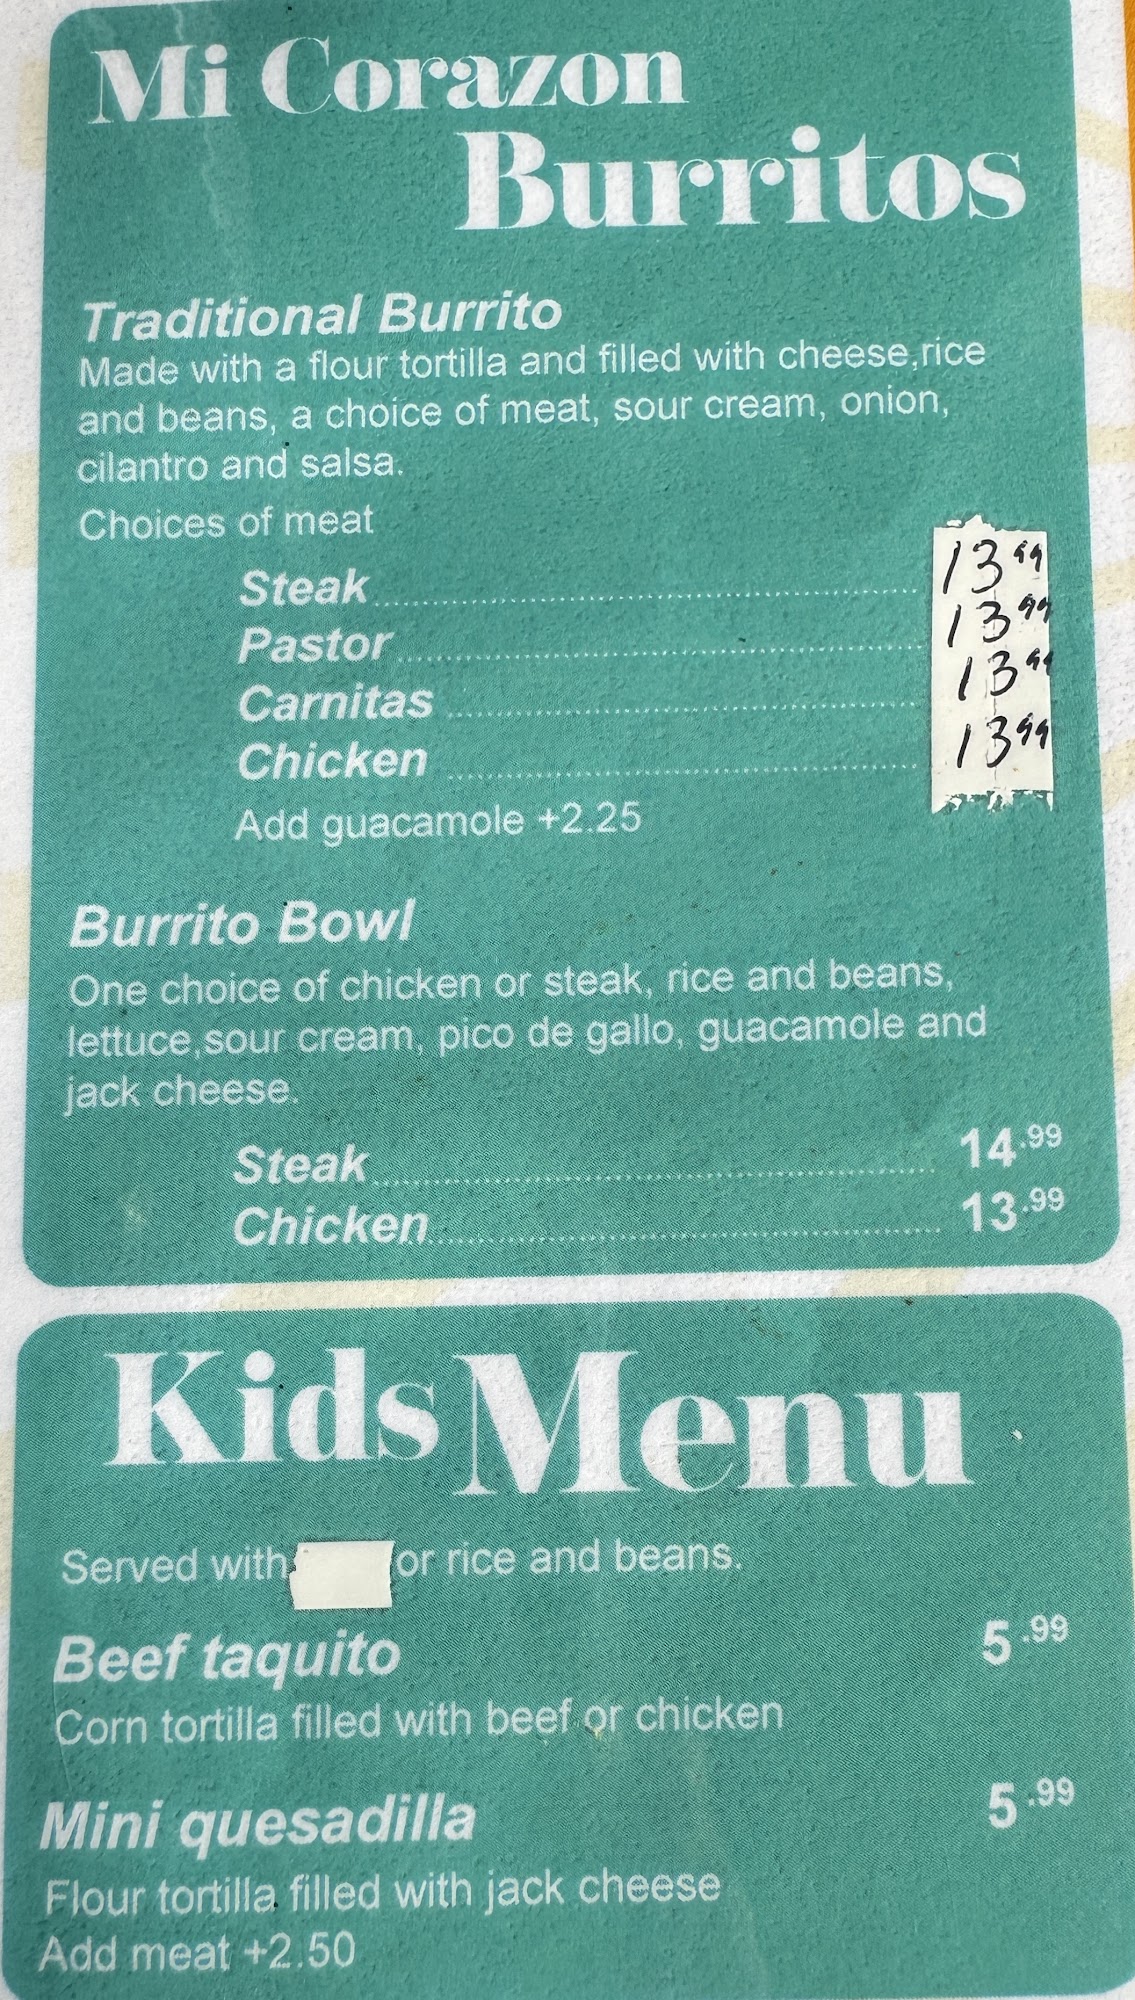 Mi Corazon
Burritos
Traditional Burrito
Made with a flour tortilla and filled with cheese,rice
and beans, a choice of meat, sour cream, onion,
cilantro and salsa.
Choices of meat
Steak 13 99
Pastor 13 99
Carnitas 13 99
Chicken 13 99
Add guacamole +2.25
Burrito Bowl
One choice of chicken or steak, rice and beans,
lettuce,sour cream, pico de gallo, guacamole and
jack cheese.
Steak 14.99
Chicken 13.99
Kids Menu
Served with or rice and beans.
Beef taquito 5.99
Corn tortilla filled with beef or chicken
Mini quesadilla 5.99
Flour tortilla filled with jack cheese
Add meat +2.50